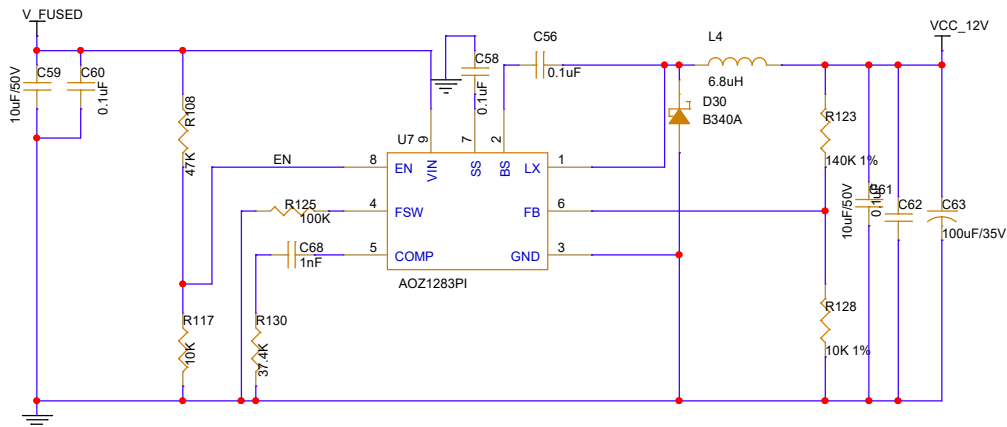 V_FUSED
VCC_12V
C59
10uF/50V
C60
0.1uF
R108
47K
C58
0.1uF
C56
0.1uF
L4
6.8uH
D30
B340A
R123
140K 1%
U7
9
7
2
VIN
SS
BS
EN
8
EN
LX
1
R125
100K
4
FSW
FB
6
C68
1nF
5
COMP
GND
3
AOZ1283PI
10uF/50V
C61
0.1uF
C62
C63
100uF/35V
R117
10K
R130
37.4K
R128
10K 1%